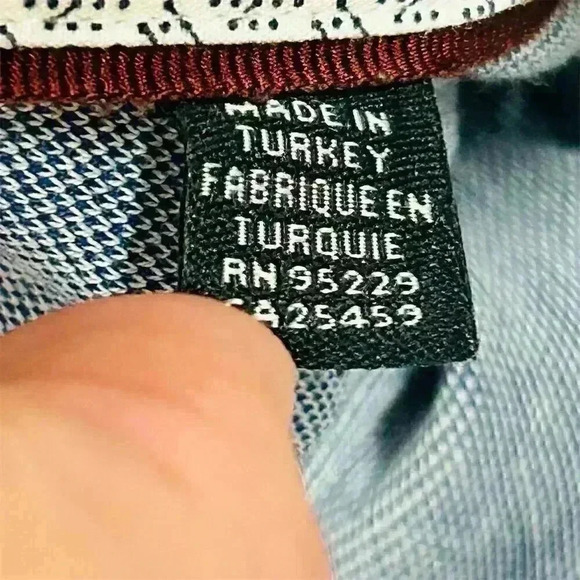 MADE IN
TURKEY
FABRIQUE EN
TURQUIE
RN 95229
CA25459